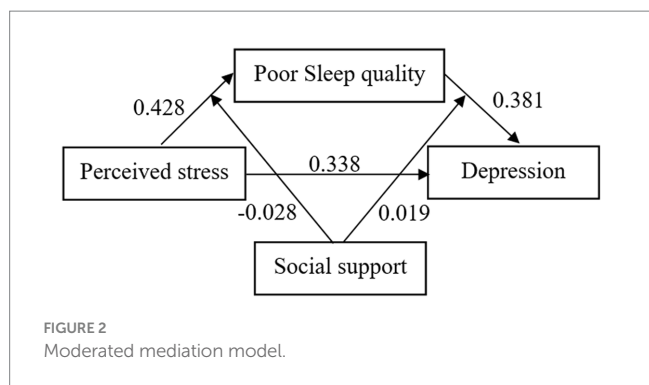 Poor Sleep quality
0.428
0.381
Perceived stress
0.338
Depression
-0.028
0.019
Social support
FIGURE 2
Moderated mediation model.